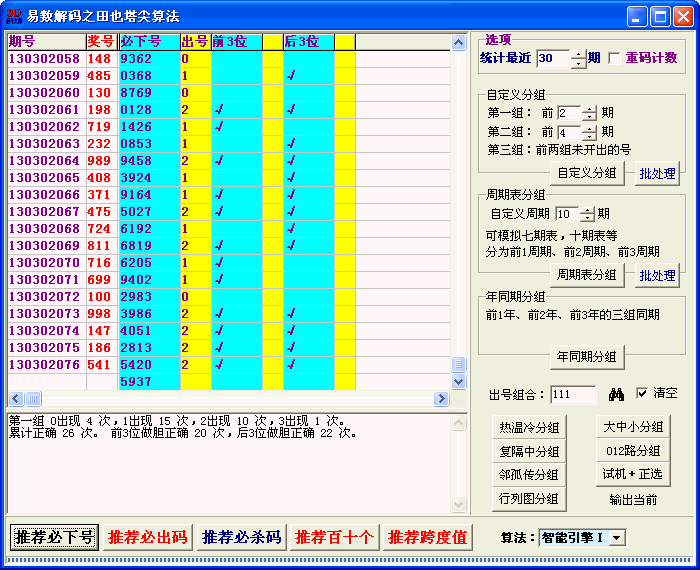 易数解码之田也塔尖算法
期号 奖号 必下号 出号 前3位 后3位
130302058 148 9362 0
130302059 485 0368 1 √
130302060 130 8769 0
130302061 198 0128 2 √ √
130302062 719 1426 1 √
130302063 232 0853 1 √
130302064 989 9458 2 √ √
130302065 408 3924 1 √
130302066 371 9164 1 √ √
130302067 475 5027 2 √ √
130302068 724 6192 1 √
130302069 811 6819 2 √ √
130302070 716 6205 1 √
130302071 699 9402 1 √
130302072 100 2983 0
130302073 998 3986 2 √ √
130302074 147 4051 2 √ √
130302075 186 2813 2 √ √
130302076 541 5420 2 √ √
5937
第一组 0出现 4 次，1出现 15 次，2出现 10 次，3出现 1 次。
累计正确 26 次。 前3位做胆正确 20 次，后3位做胆正确 22 次。
选项
统计最近 30 期 重码计数
自定义分组
第一组： 前 2 期
第二组： 前 4 期
第三组：前两组未开出的号
自定义分组 批处理
周期表分组
自定义周期 10 期
可模拟七期表，十期表等
分为前1周期、前2周期、前3周期
周期表分组 批处理
年同期分组
前1年、前2年、前3年的三组同期
年同期分组
出号组合： 111 清空
热温冷分组 大中小分组
复隔中分组 012路分组
邻孤传分组 试机＋正选
行列图分组 输出当前
推荐必下号 推荐必出码 推荐必杀码 推荐百十个 推荐跨度值 算法： 智能引擎Ⅰ